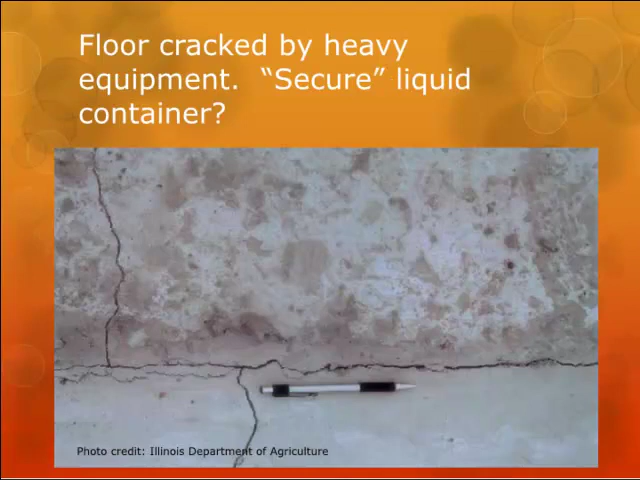 Floor cracked by heavy
equipment.  “Secure” liquid
container?
Photo credit: Illinois Department of Agriculture